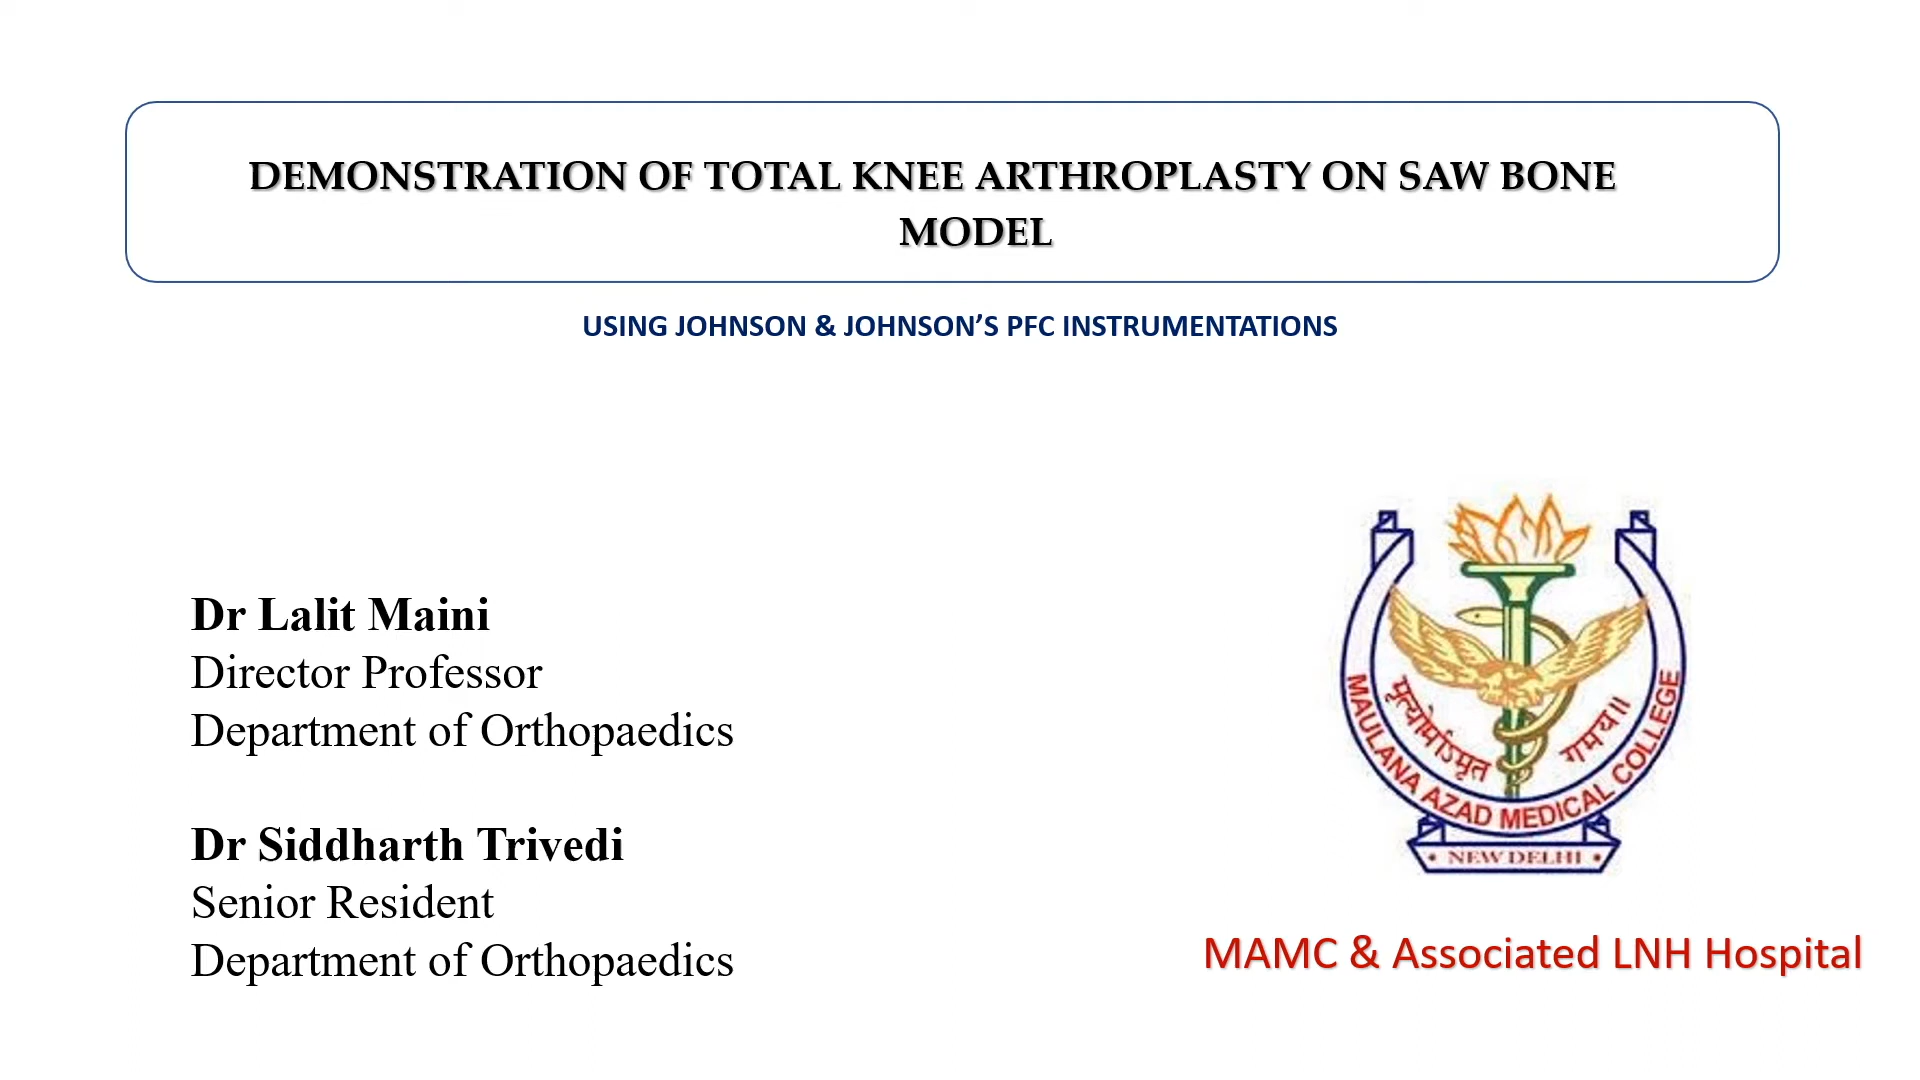 DEMONSTRATION OF TOTAL KNEE ARTHROPLASTY ON SAW BONE
MODEL
USING JOHNSON & JOHNSON’S PFC INSTRUMENTATIONS
Dr Lalit Maini
Director Professor
Department of Orthopaedics
Dr Siddharth Trivedi
Senior Resident
Department of Orthopaedics
मृत्योर्माऽमृत गमय॥
MAULANA AZAD MEDICAL COLLEGE
• NEW DELHI •
MAMC & Associated LNH Hospital